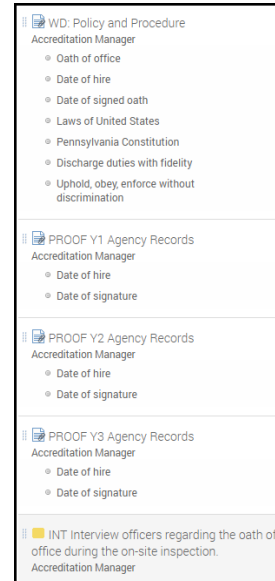 WD: Policy and Procedure
Accreditation Manager
Oath of office
Date of hire
Date of signed oath
Laws of United States
Pennsylvania Constitution
Discharge duties with fidelity
Uphold, obey, enforce without
discrimination
PROOF Y1 Agency Records
Accreditation Manager
Date of hire
Date of signature
PROOF Y2 Agency Records
Accreditation Manager
Date of hire
Date of signature
PROOF Y3 Agency Records
Accreditation Manager
Date of hire
Date of signature
INT Interview officers regarding the oath of
office during the on-site inspection.
Accreditation Manager